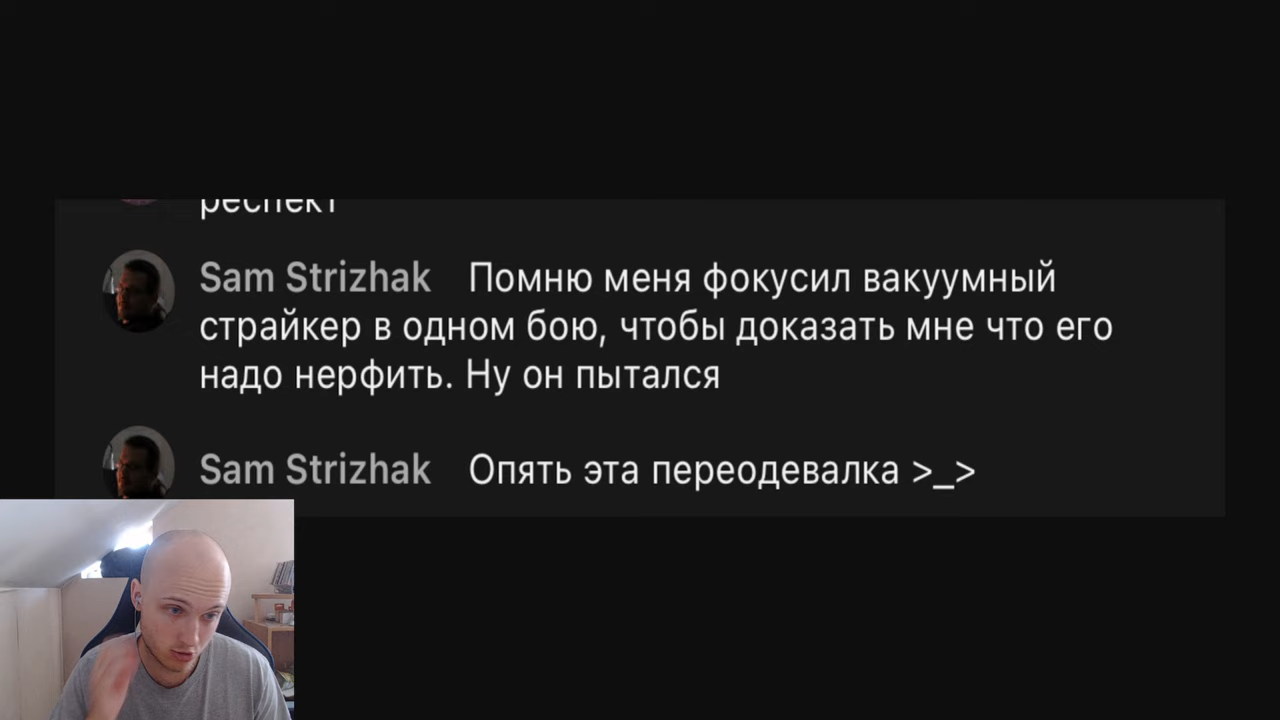 респект
Sam Strizhak Помню меня фокусил вакуумный
страйкер в одном бою, чтобы доказать мне что его
надо нерфить. Ну он пытался
Sam Strizhak Опять эта переодевалка >_>